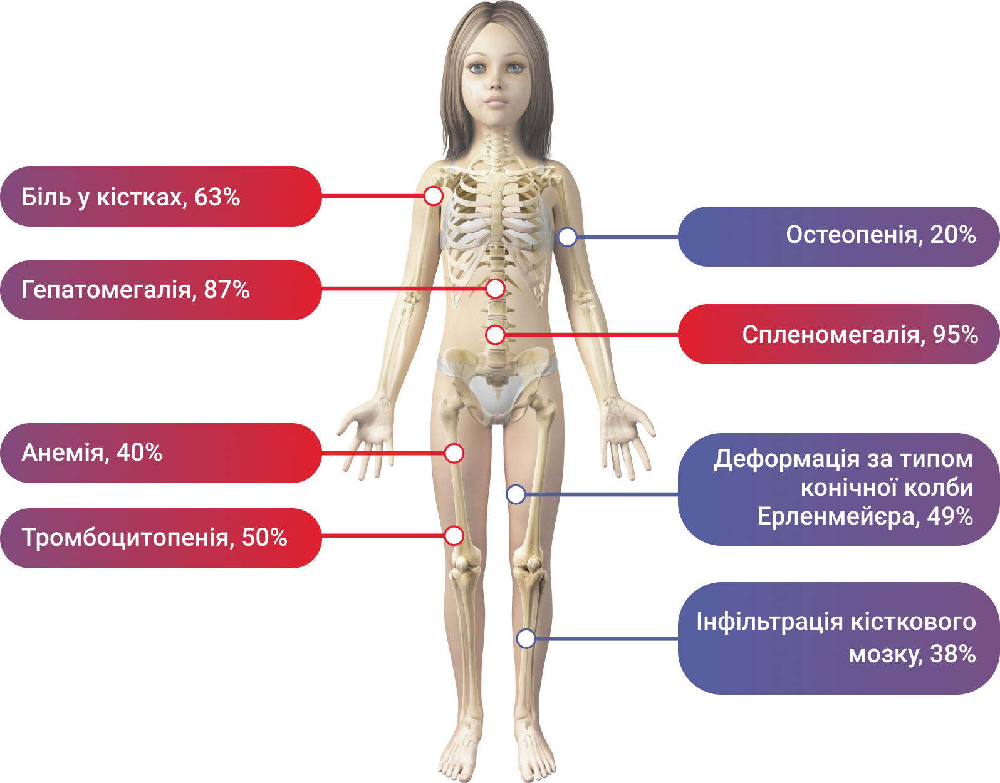 Біль у кістках, 63%
Гепатомегалія, 87%
Анемія, 40%
Тромбоцитопенія, 50%
Остеопенія, 20%
Спленомегалія, 95%
Деформація за типом
конічної колби
Ерленмейєра, 49%
Інфільтрація кісткового
мозку, 38%